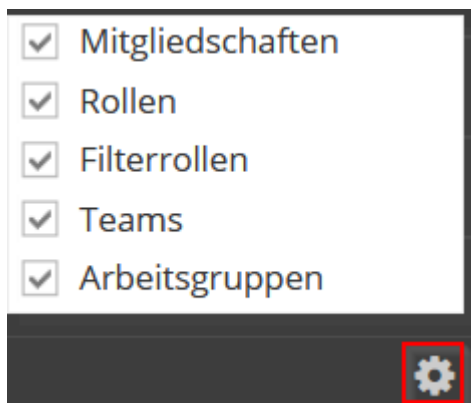 Mitgliedschaften
Rollen
Filterrollen
Teams
Arbeitsgruppen